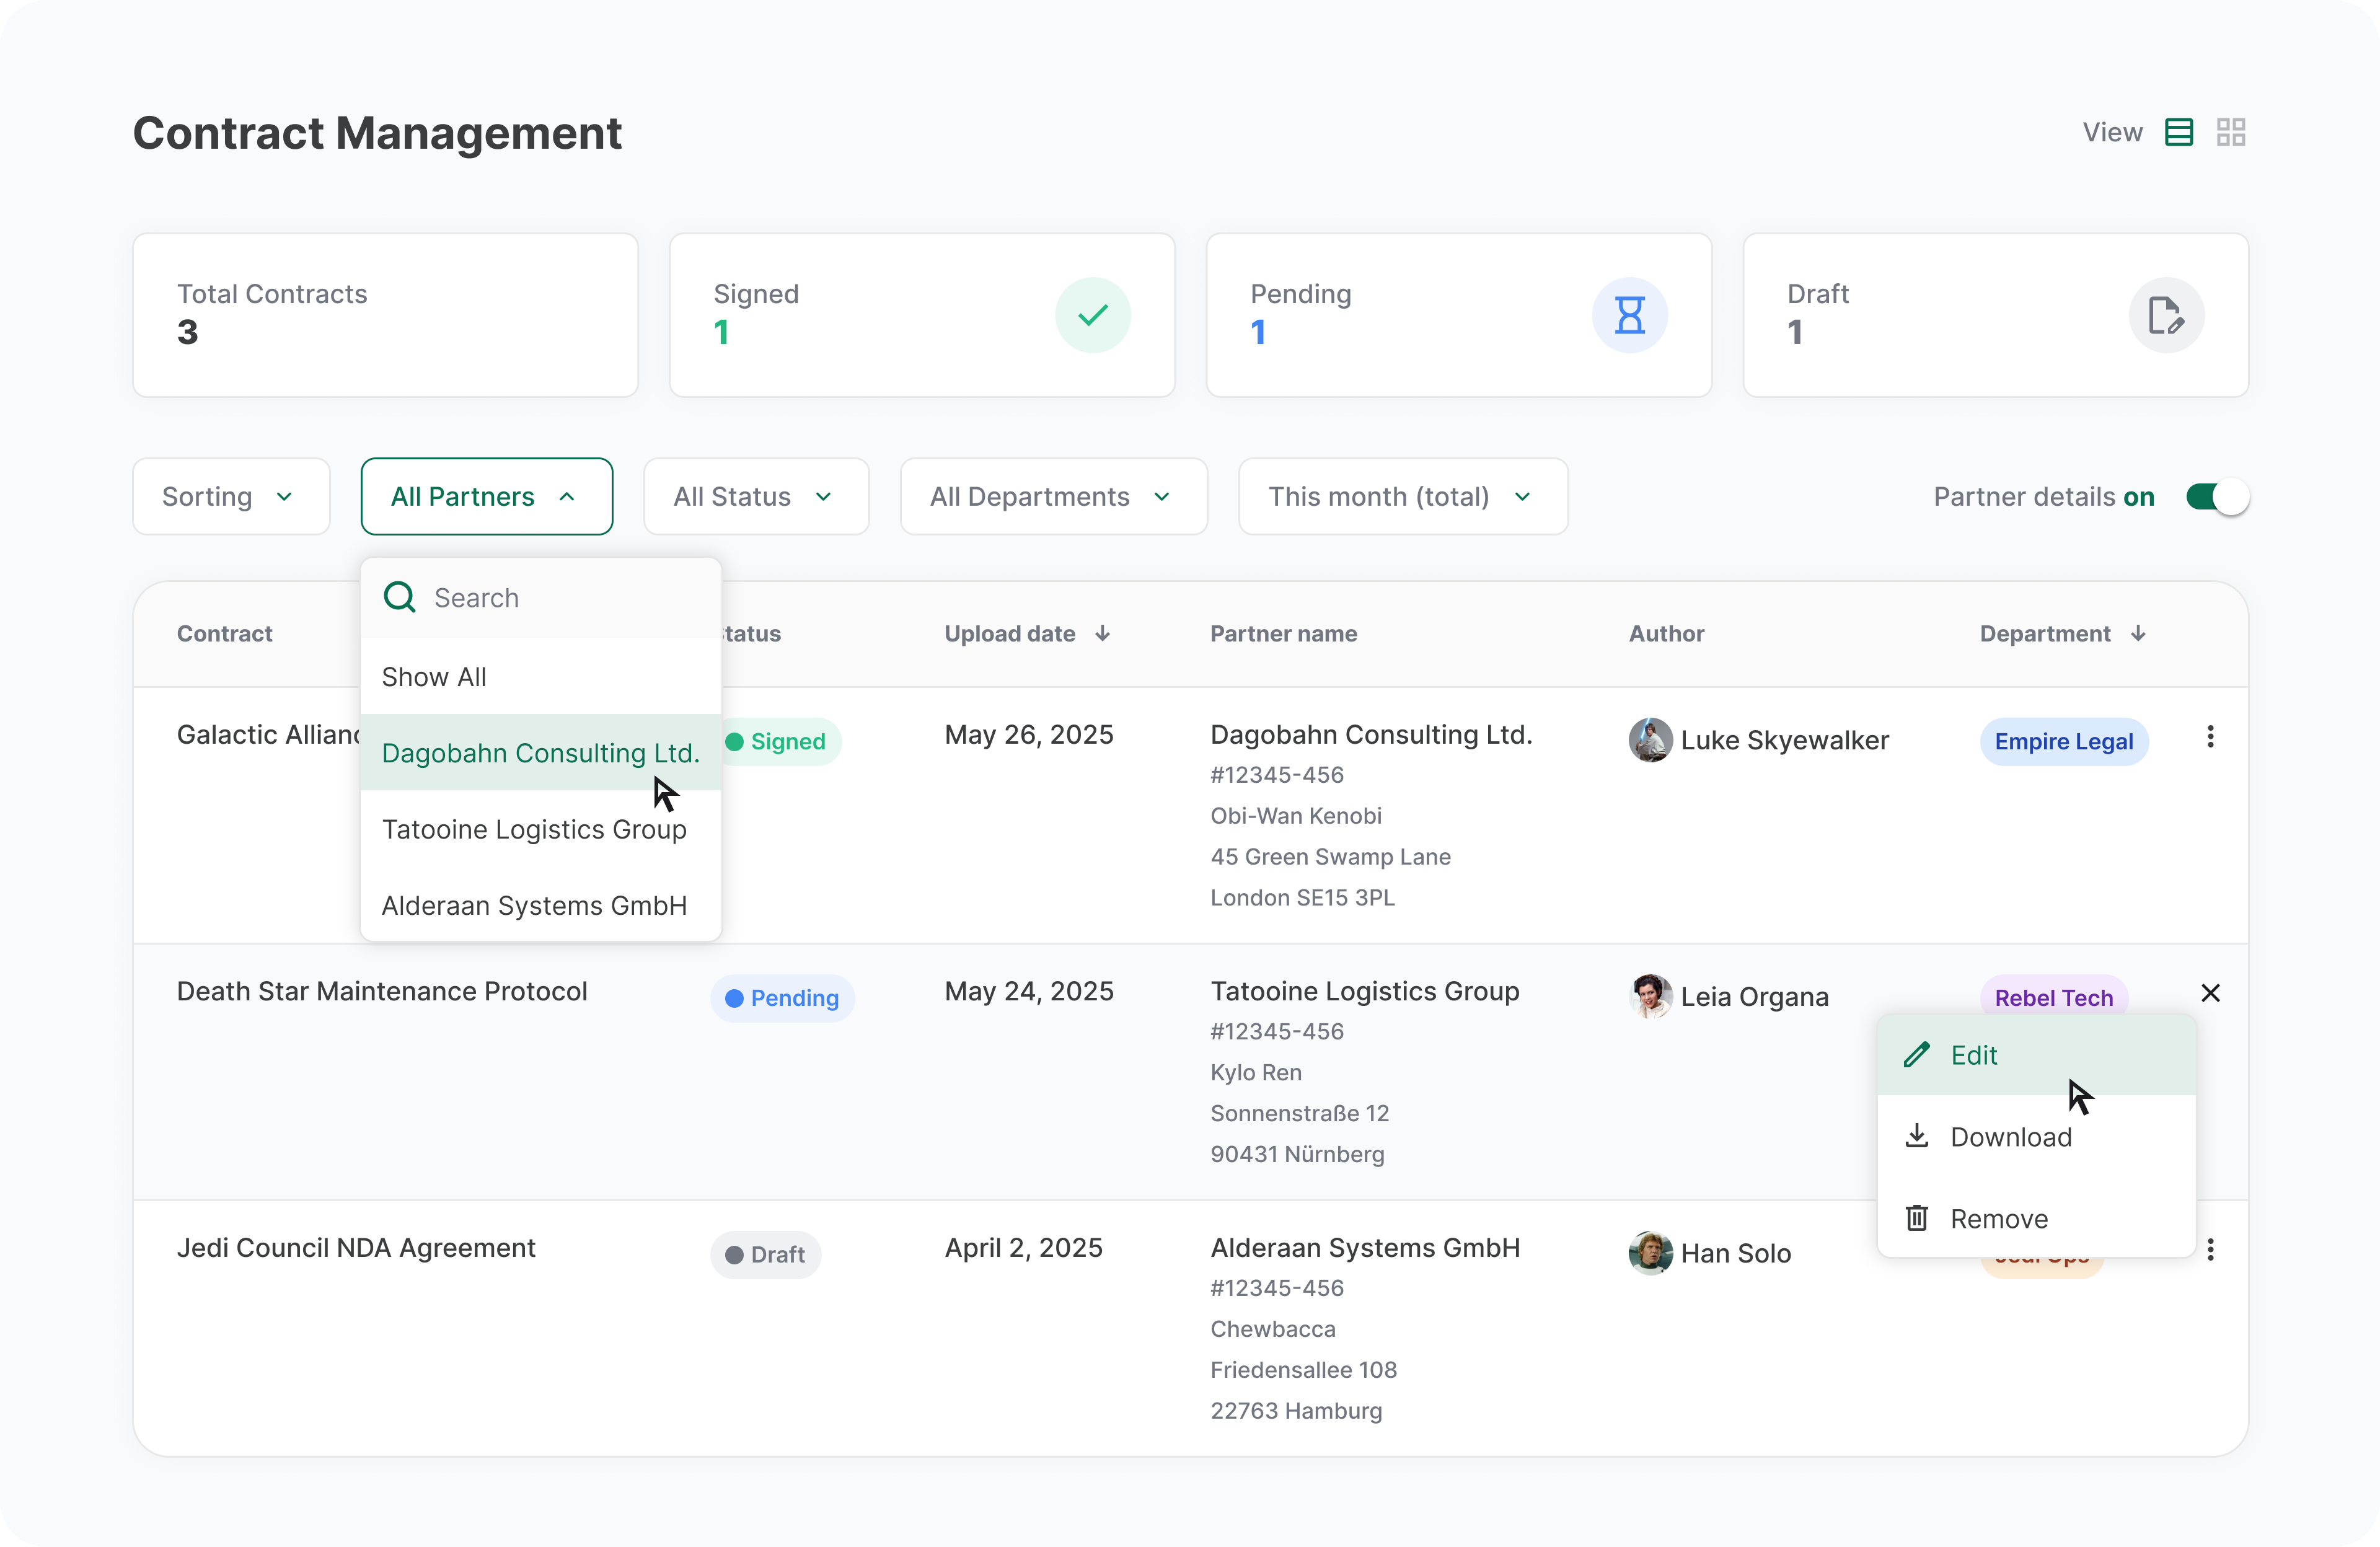 Contract Management
View
Total Contracts
3
Signed
1
Pending
1
Draft
1
Sorting
All Partners
All Status
All Departments
This month (total)
Partner details on
Search
Show All
Dagobahn Consulting Ltd.
Tatooine Logistics Group
Alderaan Systems GmbH
Contract
tatus
Upload date
Partner name
Author
Department
Galactic Allian
Signed
May 26, 2025
Dagobahn Consulting Ltd.
#12345-456
Obi-Wan Kenobi
45 Green Swamp Lane
London SE15 3PL
Luke Skyewalker
Empire Legal
Death Star Maintenance Protocol
Pending
May 24, 2025
Tatooine Logistics Group
#12345-456
Kylo Ren
Sonnenstraße 12
90431 Nürnberg
Leia Organa
Rebel Tech
Edit
Download
Remove
Jedi Council NDA Agreement
Draft
April 2, 2025
Alderaan Systems GmbH
#12345-456
Chewbacca
Friedensallee 108
22763 Hamburg
Han Solo